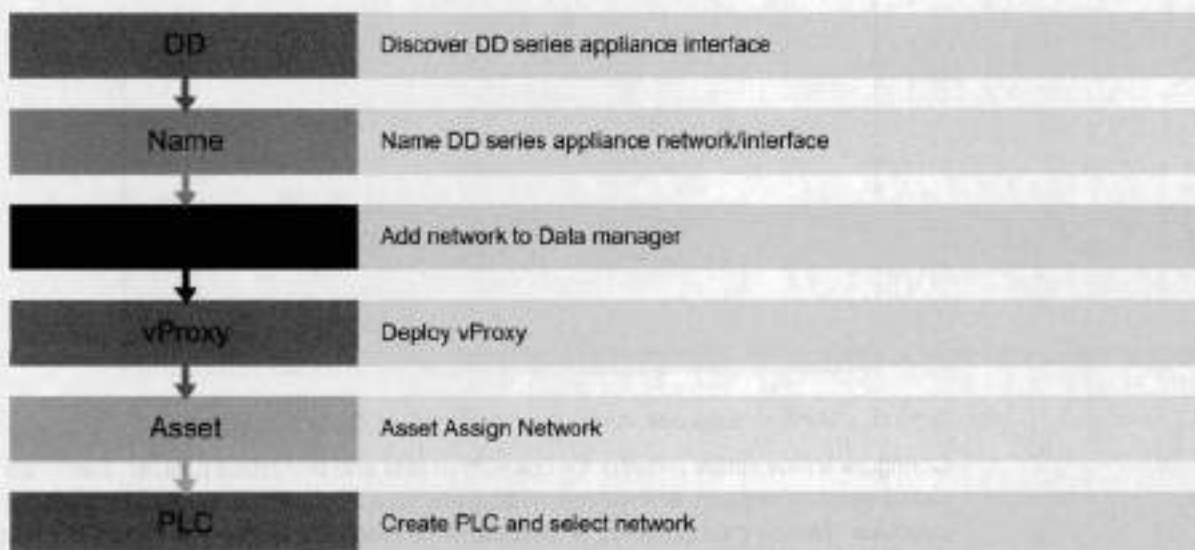 DD
Discover DD series appliance interface
Name
Name DD series appliance network/interface
Add network to Data manager
vProxy
Deploy vProxy
Asset
Asset Assign Network
PLC
Create PLC and select network